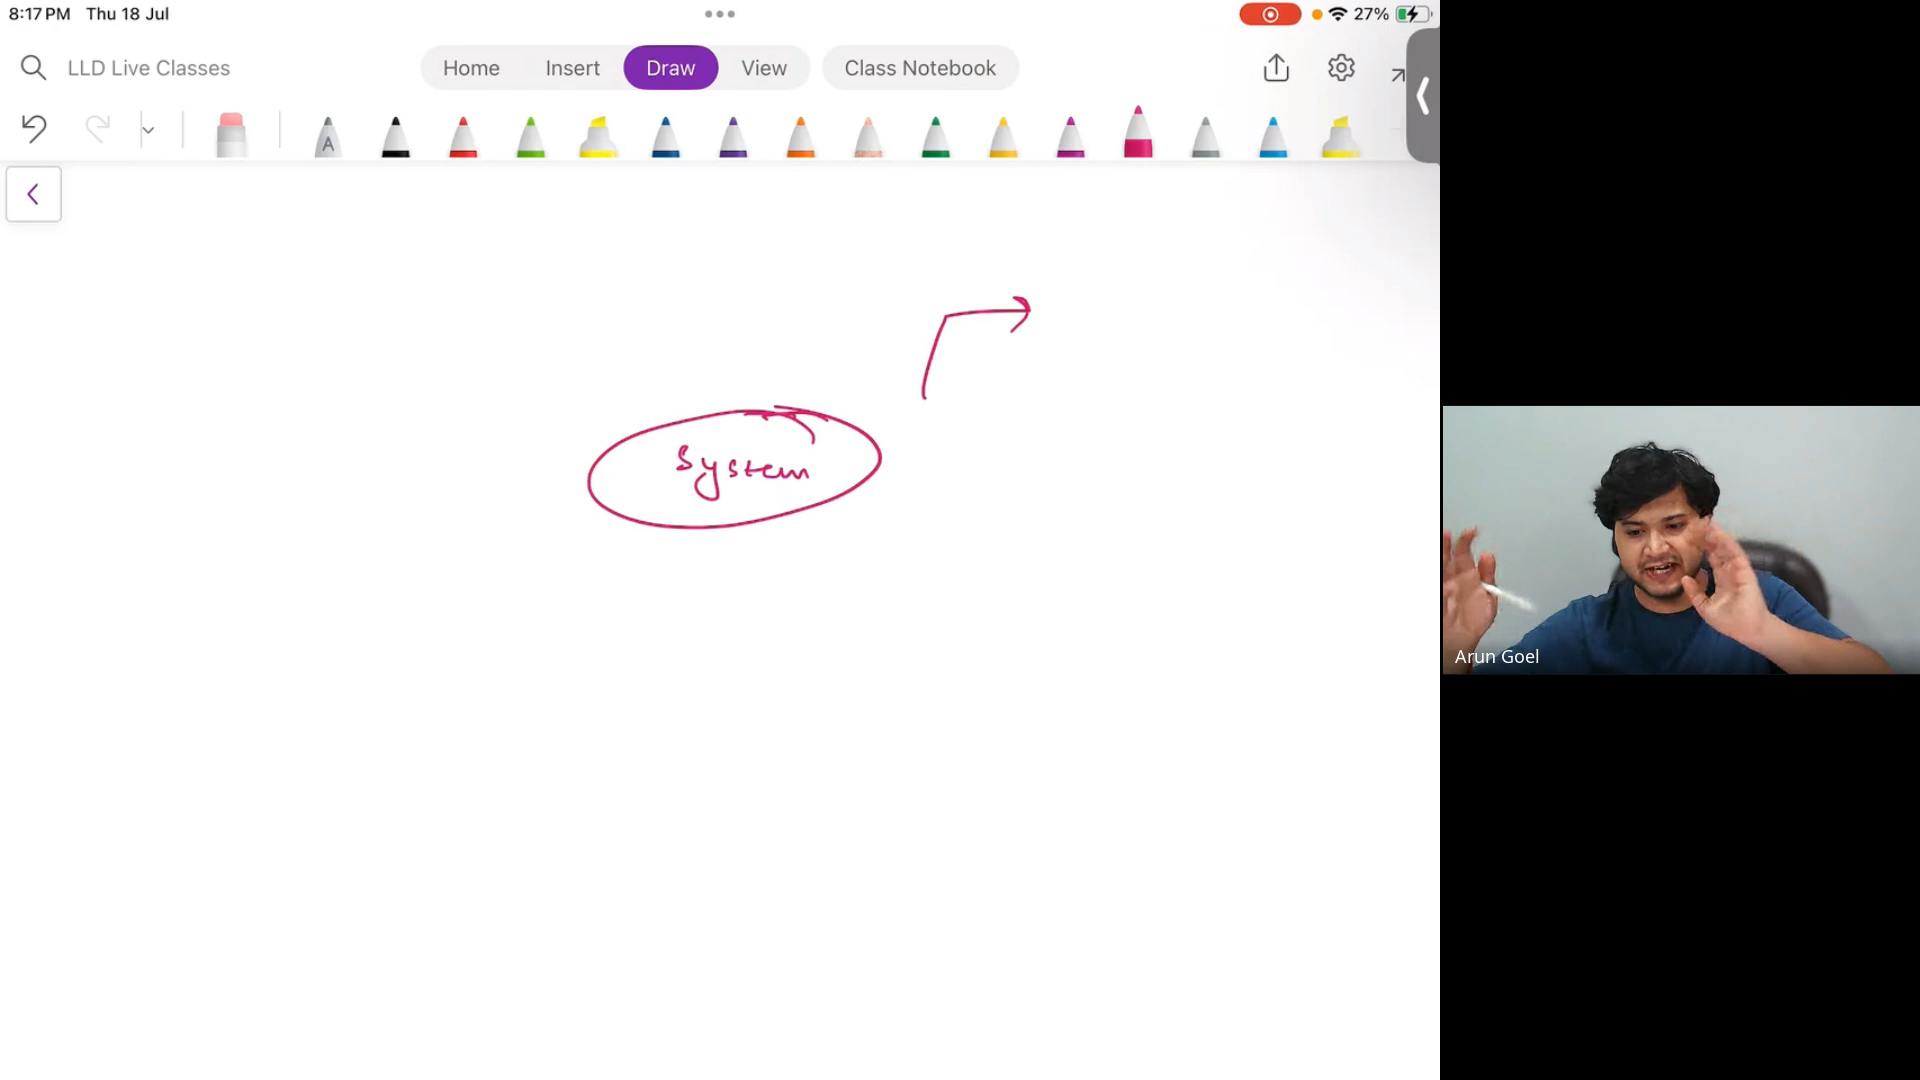 8:17 PM Thu 18 Jul 27%
LLD Live Classes Home Insert Draw View Class Notebook
A
System
Arun Goel